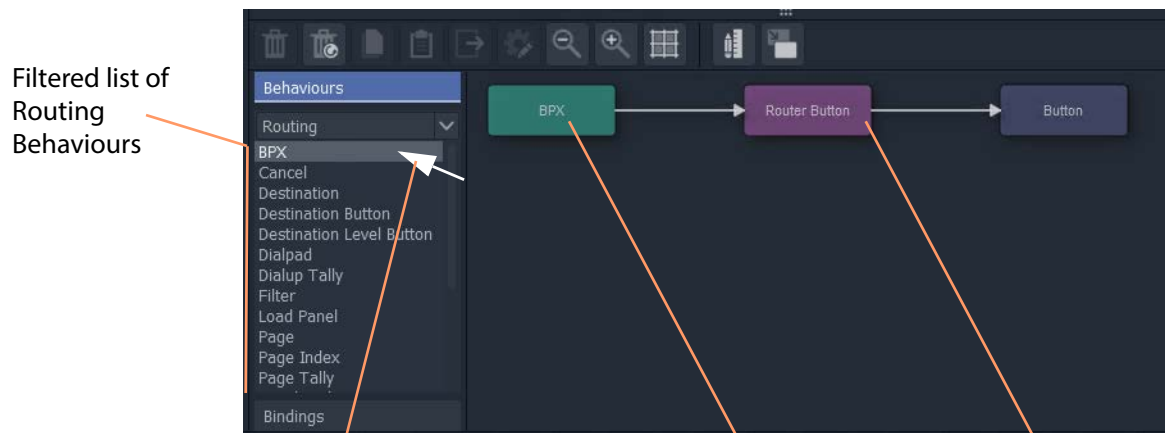 Filtered list of
Routing
Behaviours
Behaviours
Routing
BPX
Cancel
Destination
Destination Button
Destination Level Button
Dialpad
Dialup Tally
Filter
Load Panel
Page
Page Index
Page Tally
Bindings
BPX
Router Button
Button